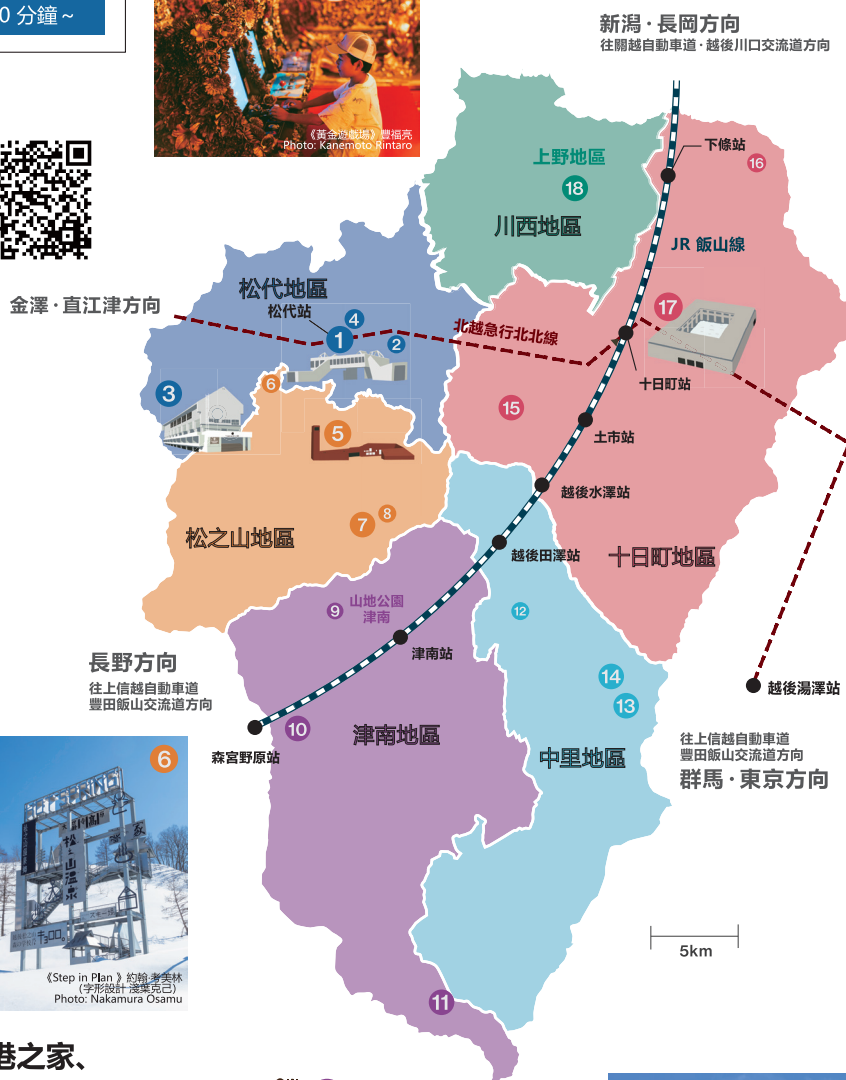 0 分鐘~
《黃金遊戲場》豐福亮
Photo: Kanemoto Rintaro
新潟·長岡方向
往關越自動車道·越後川口交流道方向
下條站
16
上野地區
18
川西地區
JR 飯山線
松代地區
松代站
金澤·直江津方向
4
1
2
北越急行北北線
17
3
6
十日町站
15
5
土市站
越後水澤站
7
8
松之山地區
越後田澤站
十日町地區
9
山地公園
津南
12
津南站
長野方向
往上信越自動車道
豐田飯山交流道方向
14
13
越後湯澤站
10
津南地區
森宮野原站
中里地區
往上信越自動車道
豐田飯山交流道方向
群馬·東京方向
6
松之山温泉
5km
《Step in Plan 》約翰·考美林
(字形設計 淺葉克己)
Photo: Nakamura Osamu
11
港之家、